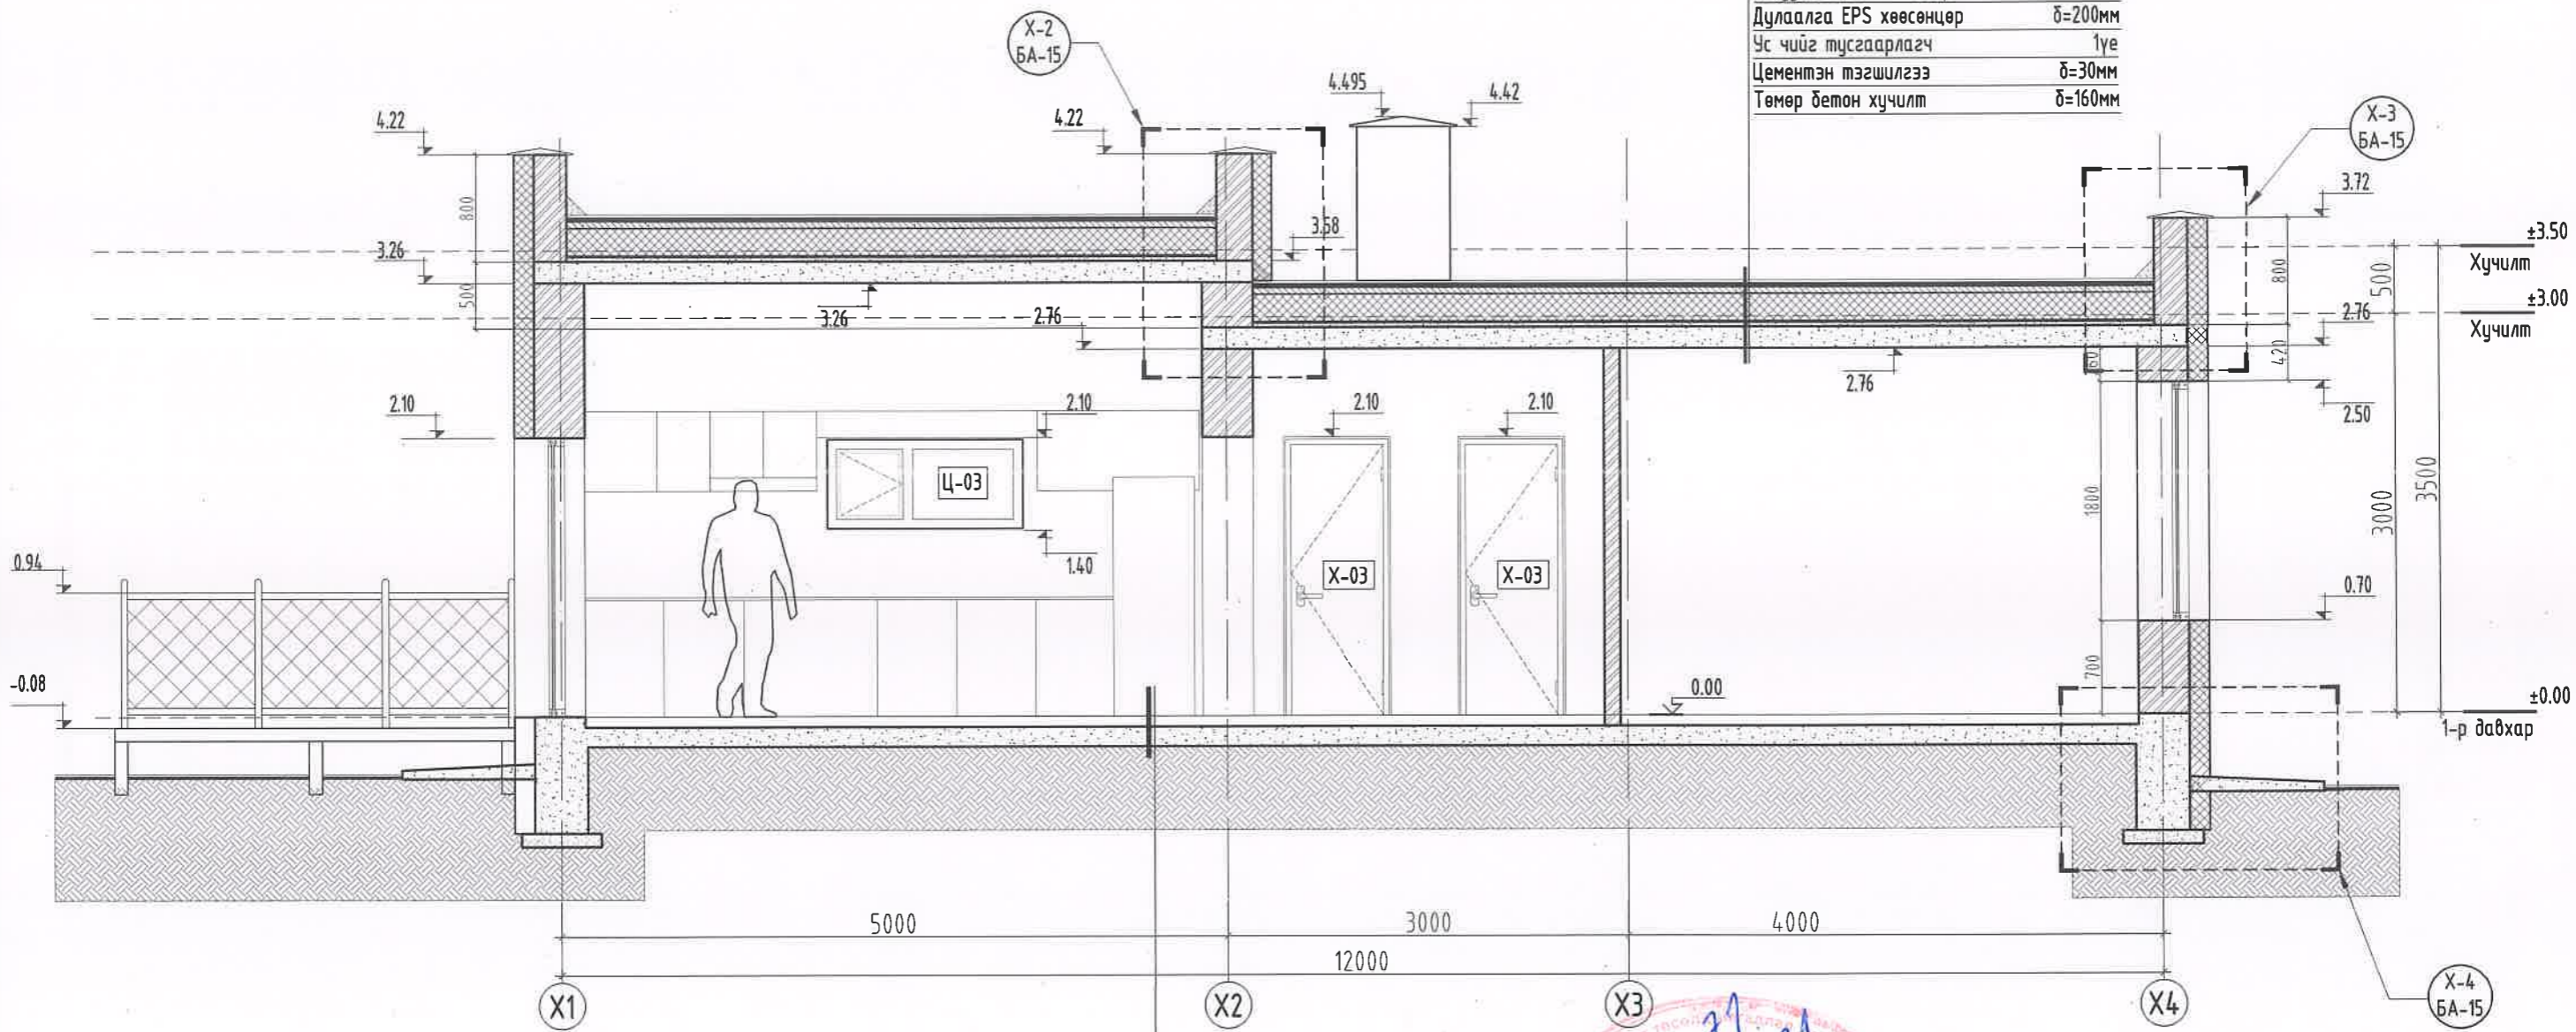 Дулаалга EPS хөөсөнцөр δ=200мм
Ус чийг тусгаарлагч 1үе
Цементэн тэгшилгээ δ=30мм
Төмөр бетон хучилт δ=160мм
X-2
БА-15
4.495
4.42
4.22
4.22
X-3
БА-15
3.72
800
3.26
500
3.58
3.26
2.76
±3.50
Хучилт
500
800
±3.00
Хучилт
2.76
420
2.76
2.50
2.10
2.10
2.10
2.10
Ц-03
1.40
X-03
X-03
1800
3000
3500
0.94
0.70
-0.08
700
0.00
±0.00
1-р давхар
5000
3000
4000
12000
X1
X2
X3
X4
X-4
БА-15